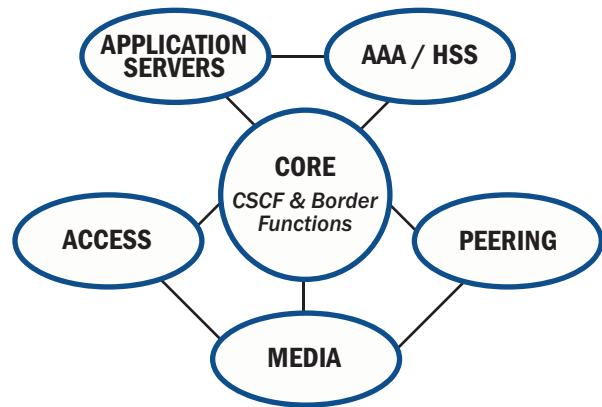 APPLICATION
SERVERS
AAA / HSS
CORE
CSCF & Border
Functions
ACCESS
PEERING
MEDIA